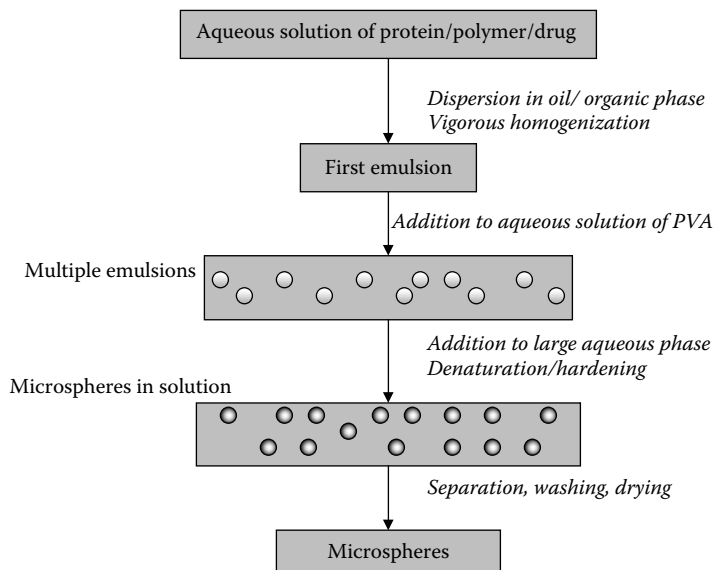 Aqueous solution of protein/polymer/drug
Dispersion in oil/ organic phase
Vigorous homogenization
First emulsion
Addition to aqueous solution of PVA
Multiple emulsions
Addition to large aqueous phase
Denaturation/hardening
Microspheres in solution
Separation, washing, drying
Microspheres